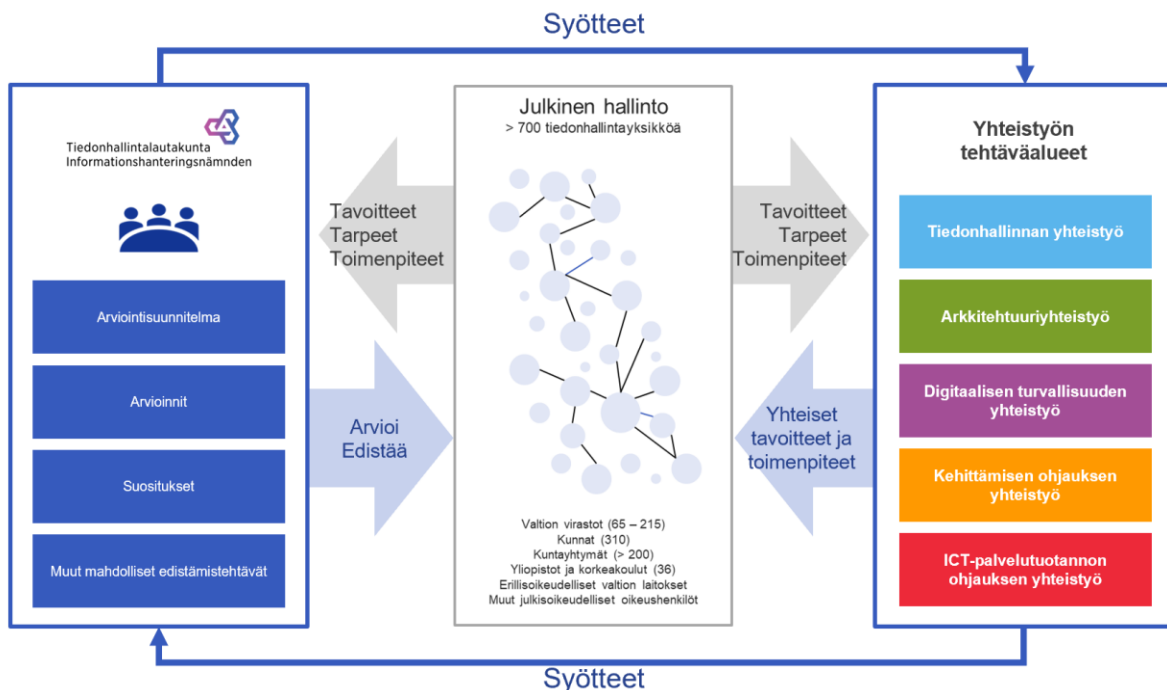 Syötteet
Tiedonhallintalautakunta
Informationshanteringsnämnden
Arviointisuunnitelma
Arvioinnit
Suositukset
Muut mahdolliset edistämistehtävät
Tavoitteet
Tarpeet
Toimenpiteet
Arvioi
Edistää
Julkinen hallinto
> 700 tiedonhallintayksikköä
Valtion virastot (65 – 215)
Kunnat (310)
Kuntayhtymät (> 200)
Yliopistot ja korkeakoulut (36)
Erillisoikeudelliset valtion laitokset
Muut julkisoikeudelliset oikeushenkilöt
Tavoitteet
Tarpeet
Toimenpiteet
Yhteiset
tavoitteet ja
toimenpiteet
Yhteistyön
tehtäväalueet
Tiedonhallinnan yhteistyö
Arkkitehtuuriyhteistyö
Digitaalisen turvallisuuden
yhteistyö
Kehittämisen ohjauksen
yhteistyö
ICT-palvelutuotannon
ohjauksen yhteistyö
Syötteet